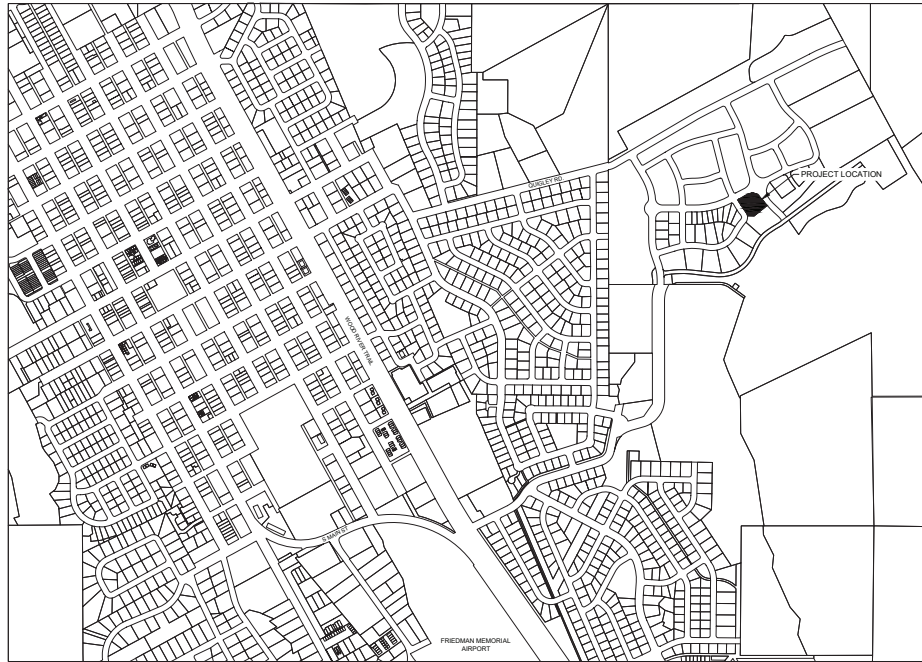 QUIGLEY RD
PROJECT LOCATION
WOOD RIVER TRAIL
S MAIN ST
FRIEDMAN MEMORIAL
AIRPORT